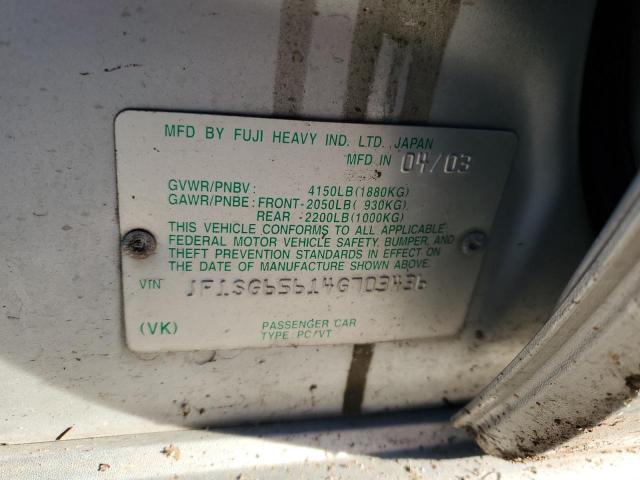 MFD BY FUJI HEAVY IND. LTD. JAPAN
MFD IN 04/03
GVWR/PNBV: 4150LB(1880KG)
GAWR/PNBE: FRONT-2050LB( 930KG)
REAR -2200LB(1000KG)
THIS VEHICLE CONFORMS TO ALL APPLICABLE
FEDERAL MOTOR VEHICLE SAFETY, BUMPER, AND
THEFT PREVENTION STANDARDS IN EFFECT ON
THE DATE OF MANUFACTURE SHOWN ABOVE.
VIN JF1SG65614G703436
(VK) PASSENGER CAR
TYPE: PC/VT